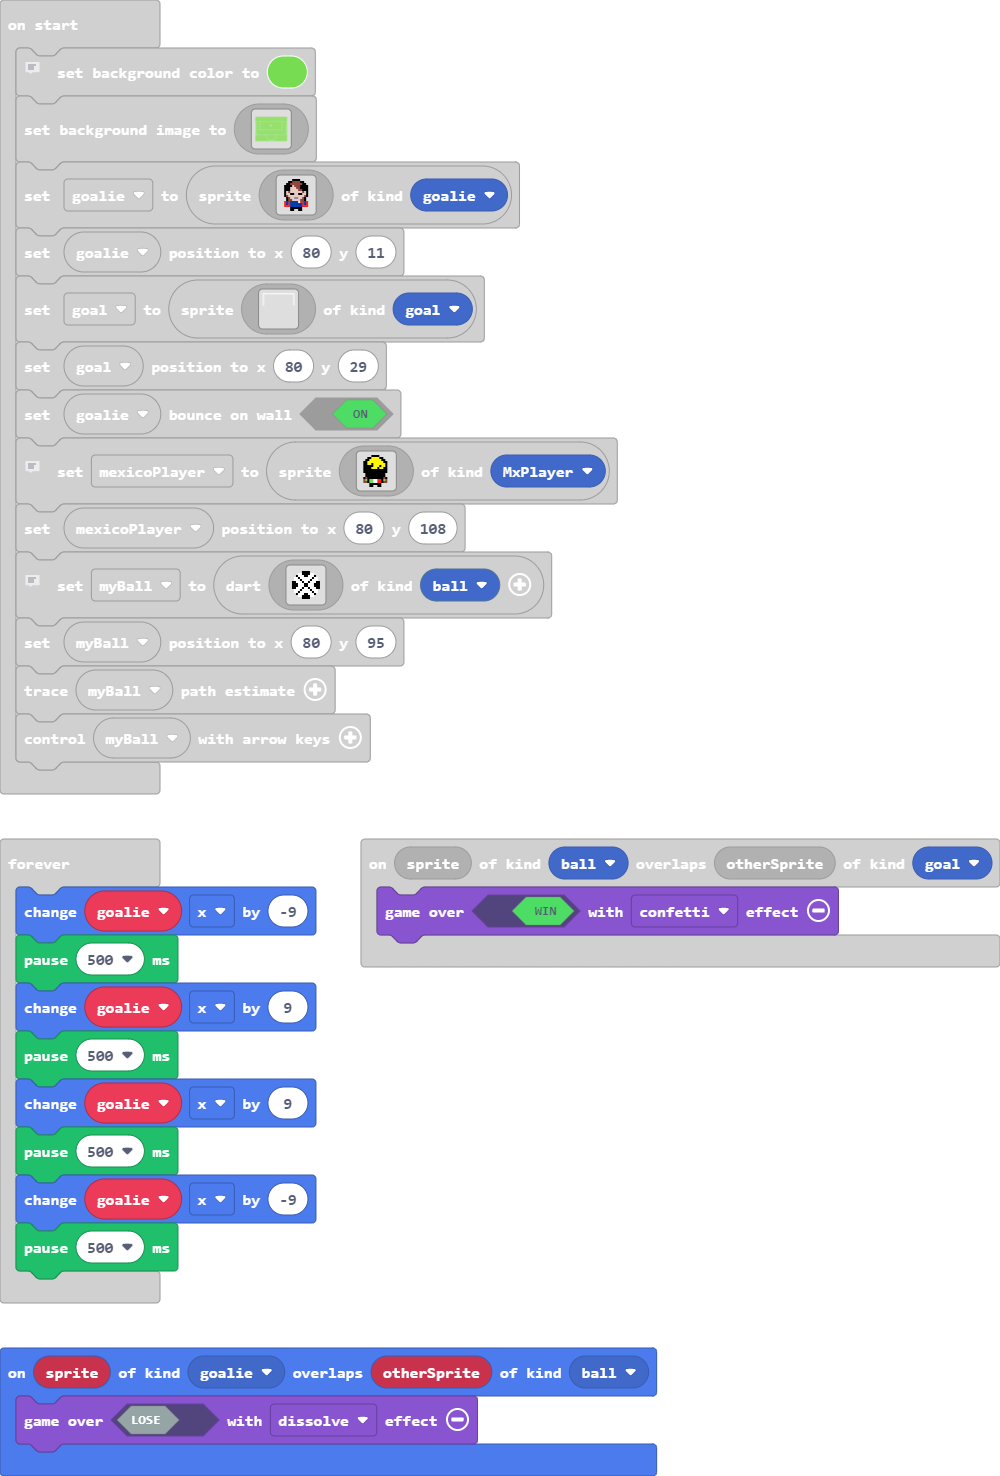 on start
set background color to
set background image to
set goalie to sprite of kind goalie
set goalie position to x 80 y 11
set goal to sprite of kind goal
set goal position to x 80 y 29
set goalie bounce on wall ON
set mexicoPlayer to sprite of kind MxPlayer
set mexicoPlayer position to x 80 y 108
set myBall to dart of kind ball
set myBall position to x 80 y 95
trace myBall path estimate
control myBall with arrow keys
forever
change goalie x by -9
pause 500 ms
change goalie x by 9
pause 500 ms
change goalie x by 9
pause 500 ms
change goalie x by -9
pause 500 ms
on sprite of kind ball overlaps otherSprite of kind goal
game over WIN with confetti effect
on sprite of kind goalie overlaps otherSprite of kind ball
game over LOSE with dissolve effect